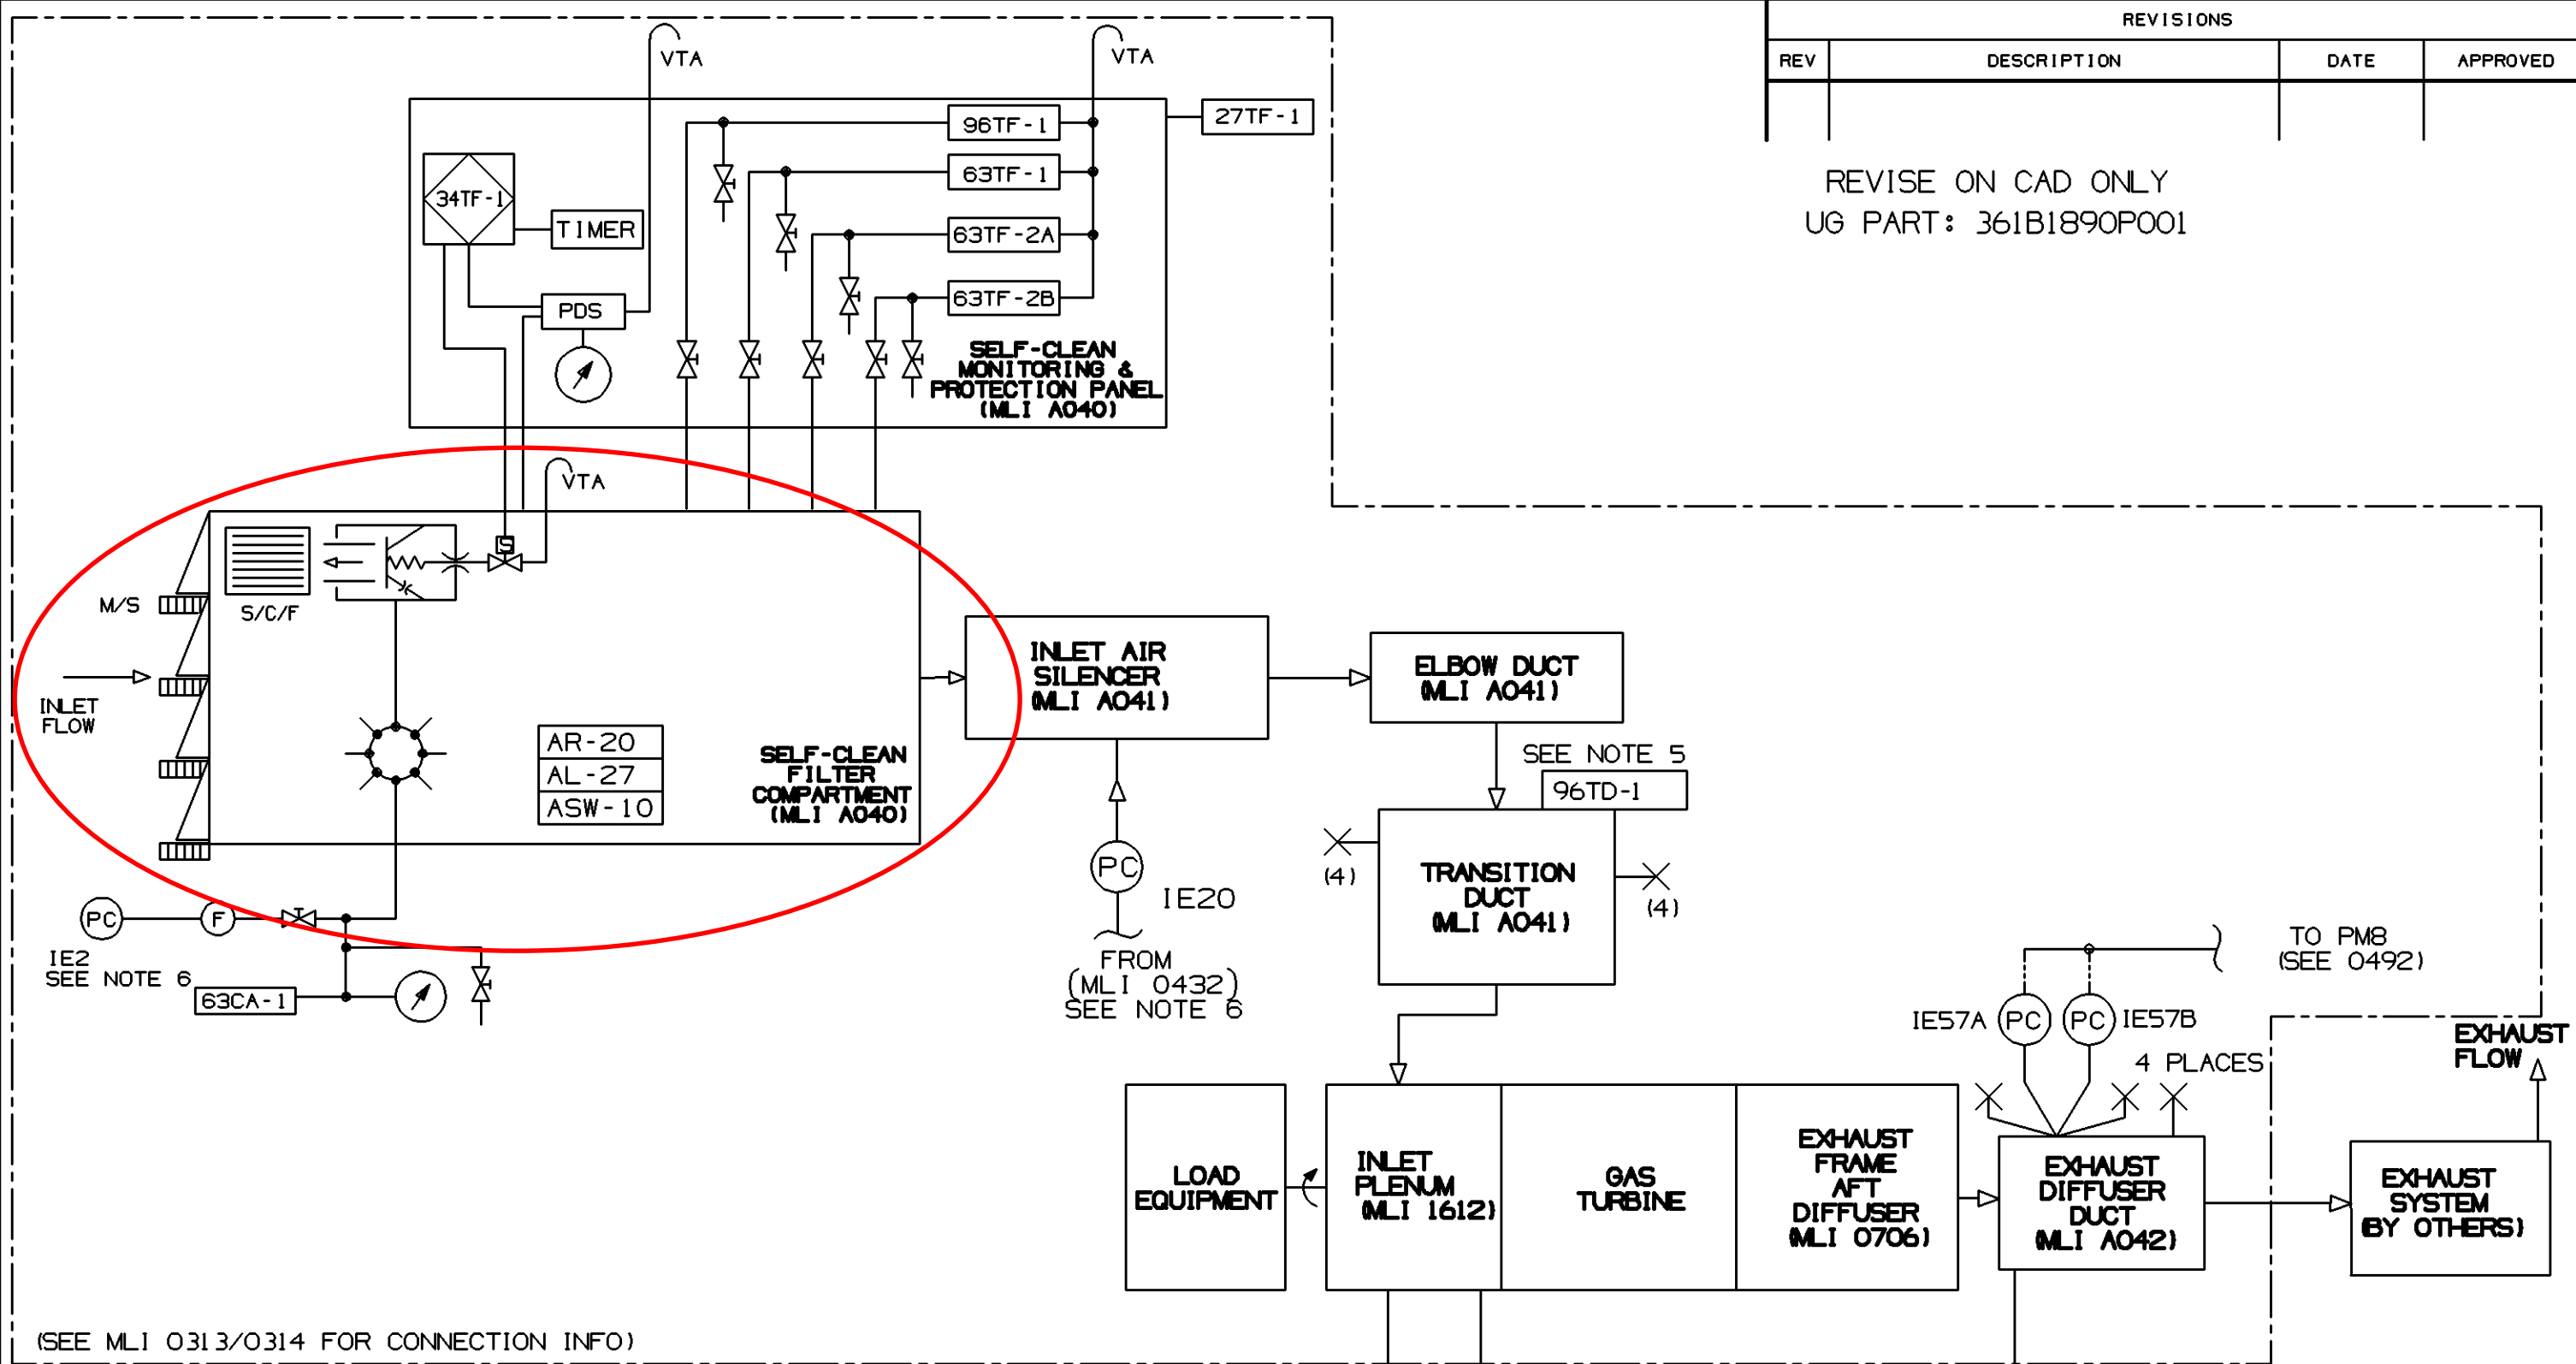 REVISIONS
REV DESCRIPTION DATE APPROVED
REVISE ON CAD ONLY
UG PART: 361B1890P001
VTA
VTA
27TF-1
96TF-1
63TF-1
63TF-2A
63TF-2B
34TF-1
TIMER
PDS
SELF-CLEAN
MONITORING &
PROTECTION PANEL
(MLI A040)
VTA
S
M/S
S/C/F
INLET
FLOW
AR-20
AL-27
ASW-10
SELF-CLEAN
FILTER
COMPARTMENT
(MLI A040)
INLET AIR
SILENCER
(MLI A041)
ELBOW DUCT
(MLI A041)
SEE NOTE 5
96TD-1
TRANSITION
DUCT
(MLI A041)
(4)
(4)
PC
IE20
FROM
(MLI 0432)
SEE NOTE 6
PC
F
IE2
SEE NOTE 6
63CA-1
TO PM8
(SEE 0492)
IE57A PC PC IE57B
4 PLACES
EXHAUST
FLOW
LOAD
EQUIPMENT
INLET
PLENUM
(MLI 1612)
GAS
TURBINE
EXHAUST
FRAME
AFT
DIFFUSER
(MLI 0706)
EXHAUST
DIFFUSER
DUCT
(MLI A042)
EXHAUST
SYSTEM
(BY OTHERS)
(SEE MLI 0313/0314 FOR CONNECTION INFO)